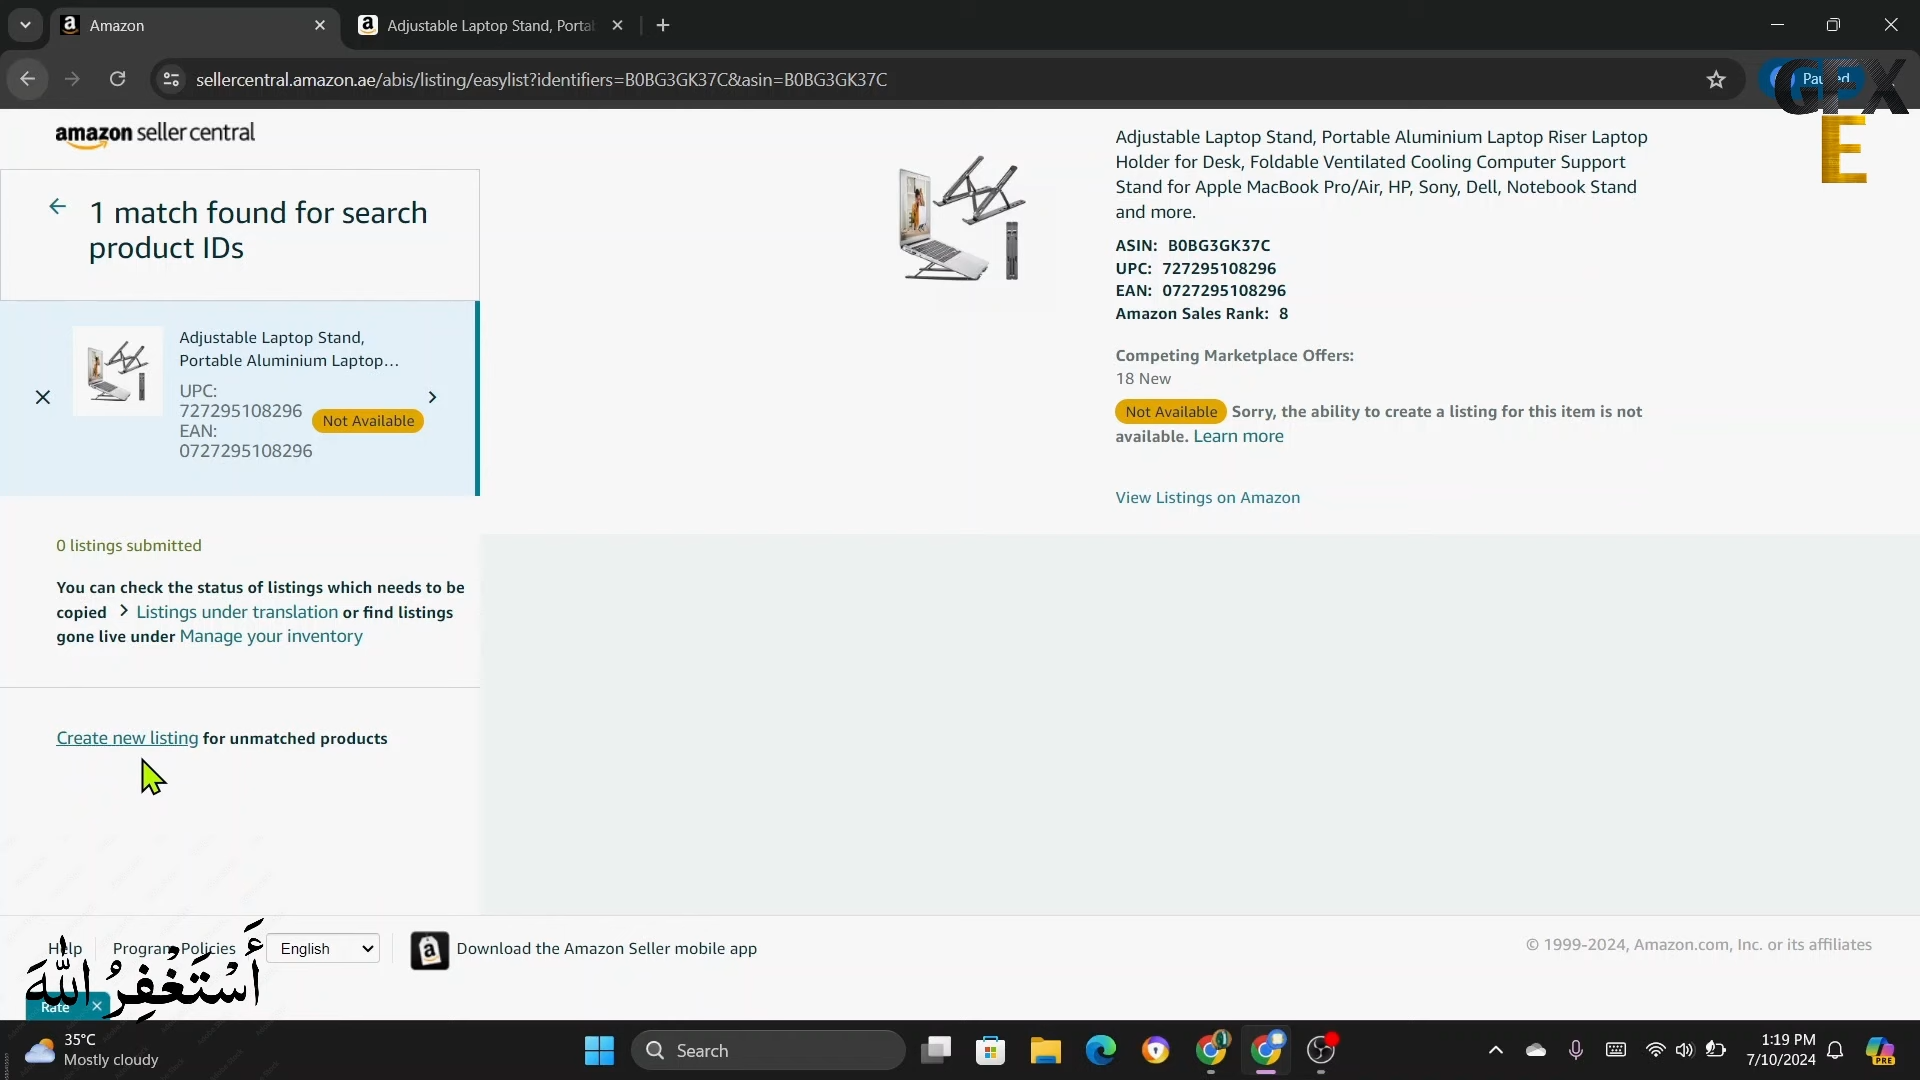 Amazon
Adjustable Laptop Stand, Porta
sellercentral.amazon.ae/abis/listing/easylist?identifiers=B0BG3GK37C&asin=B0BG3GK37C
GFX
E
amazon seller central
1 match found for search
product IDs
Adjustable Laptop Stand,
Portable Aluminium Laptop...
UPC:
727295108296
EAN:
0727295108296
Not Available
0 listings submitted
You can check the status of listings which needs to be
copied > Listings under translation or find listings
gone live under Manage your inventory
Create new listing for unmatched products
Adjustable Laptop Stand, Portable Aluminium Laptop Riser Laptop
Holder for Desk, Foldable Ventilated Cooling Computer Support
Stand for Apple MacBook Pro/Air, HP, Sony, Dell, Notebook Stand
and more.
ASIN: B0BG3GK37C
UPC: 727295108296
EAN: 0727295108296
Amazon Sales Rank: 8
Competing Marketplace Offers:
18 New
Not Available Sorry, the ability to create a listing for this item is not
available. Learn more
View Listings on Amazon
Help Program Policies English Download the Amazon Seller mobile app
© 1999-2024, Amazon.com, Inc. or its affiliates
أَسْتَغْفِرُ اللَّهَ
Rate
35°C
Mostly cloudy
Search
1:19 PM
7/10/2024
PRE